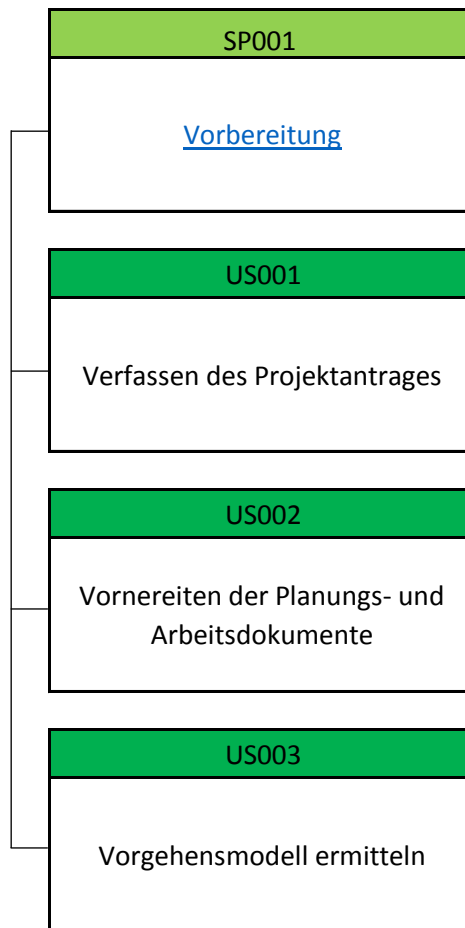 SP001
Vorbereitung
US001
Verfassen des Projektantrages
US002
Vornereiten der Planungs- und
Arbeitsdokumente
US003
Vorgehensmodell ermitteln